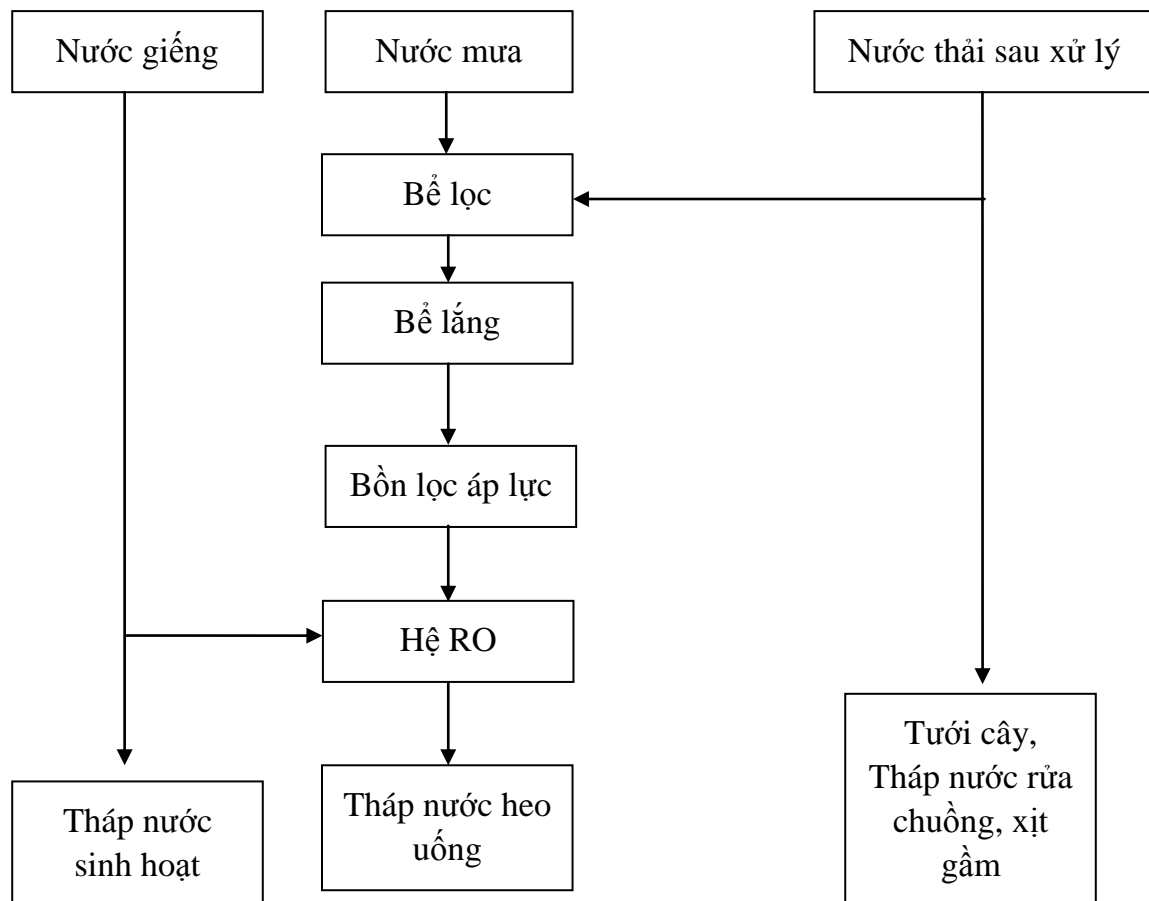 Nước giếng
Nước mưa
Nước thải sau xử lý
Bể lọc
Bể lắng
Bồn lọc áp lực
Hệ RO
Tháp nước
sinh hoạt
Tháp nước heo
uống
Tưới cây,
Tháp nước rửa
chuồng, xịt
gầm